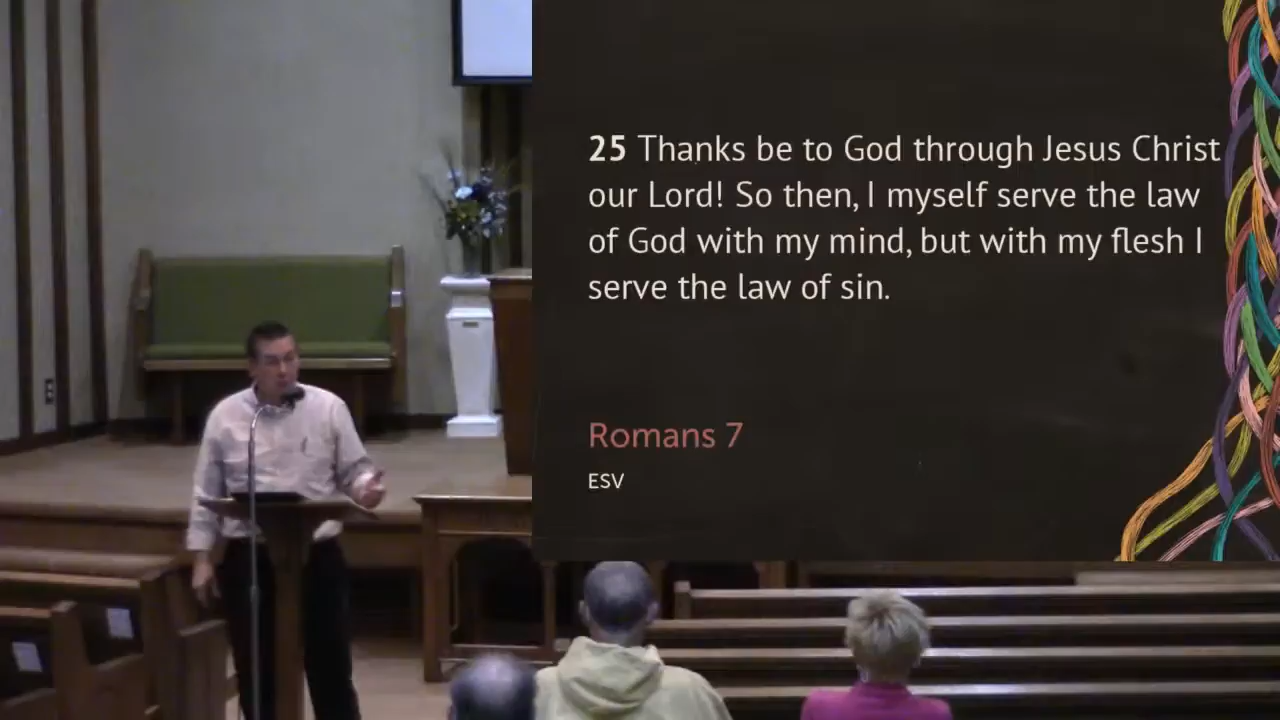 25 Thanks be to God through Jesus Christ
our Lord! So then, I myself serve the law
of God with my mind, but with my flesh I
serve the law of sin.
Romans 7
ESV